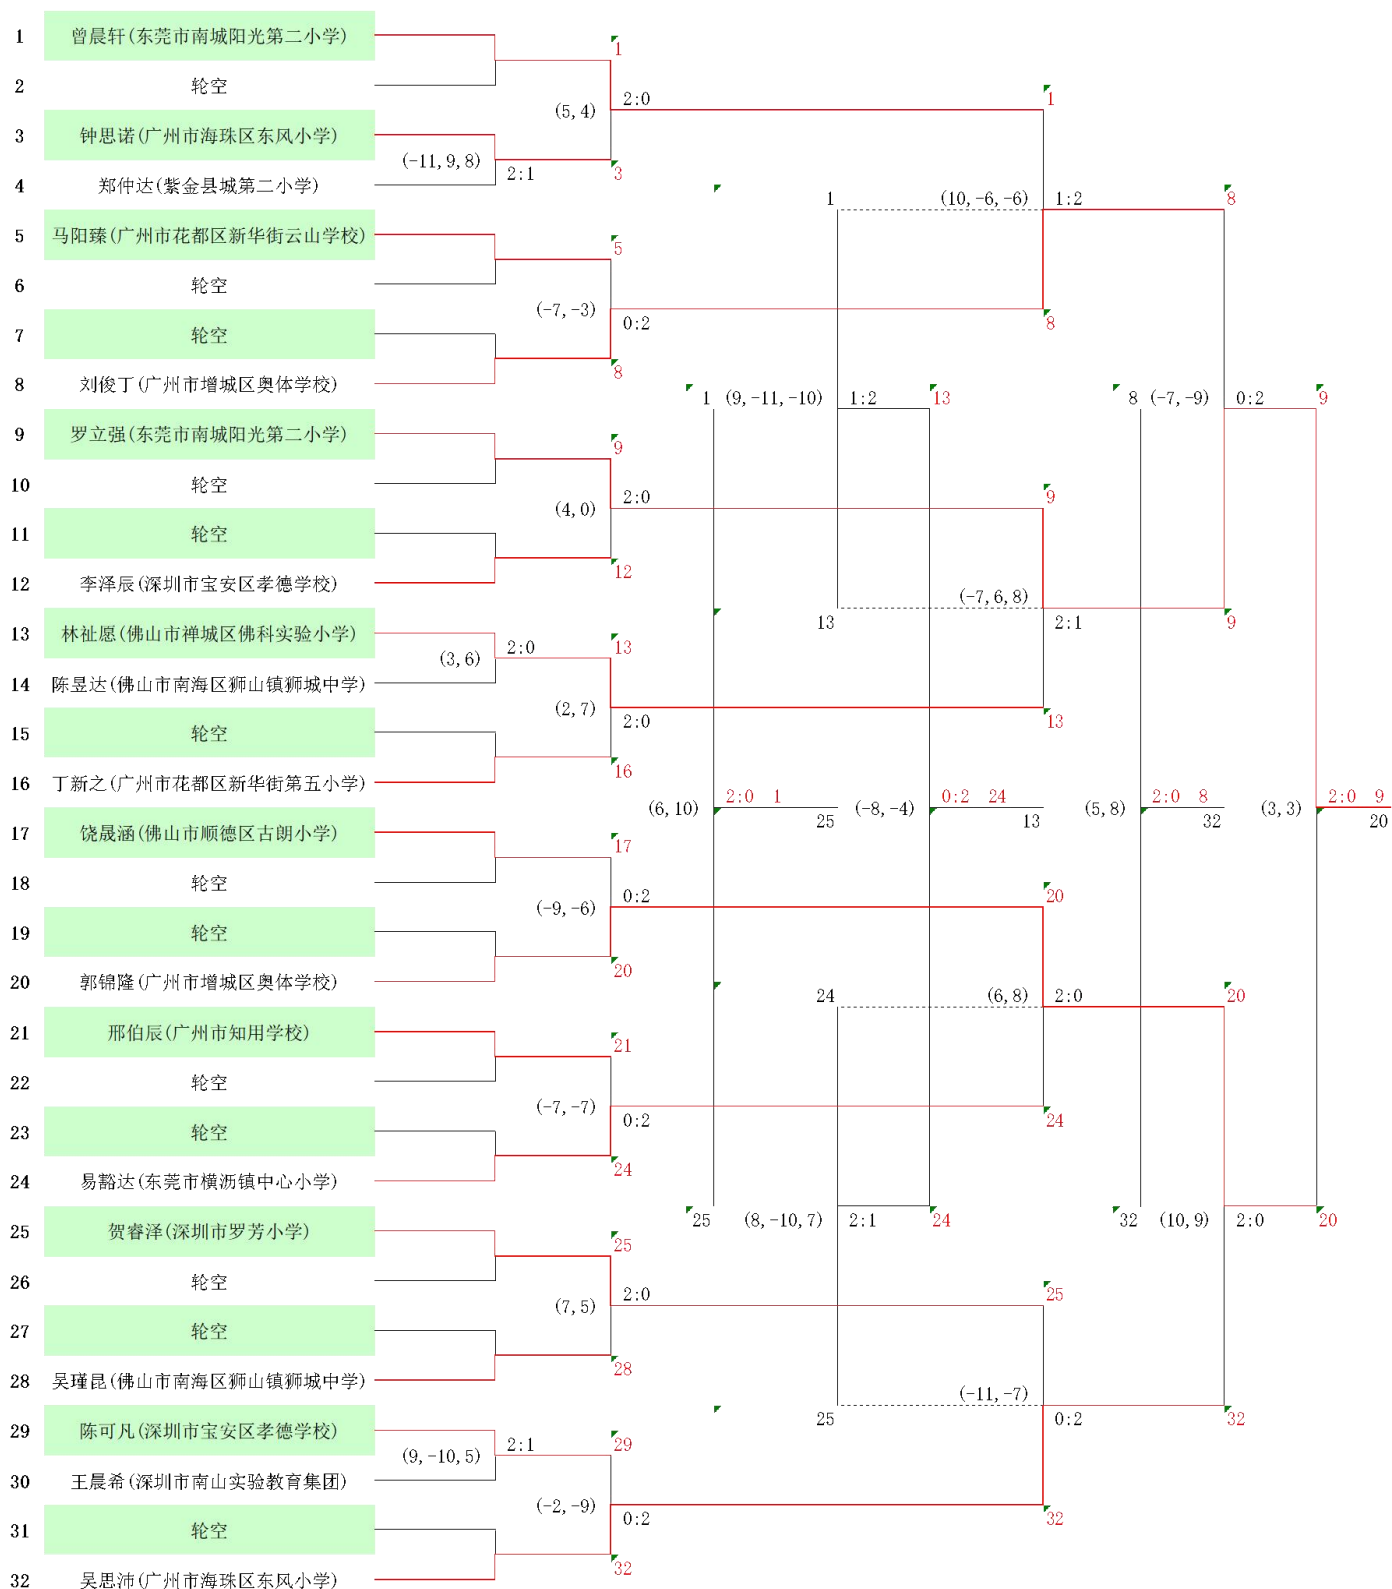 1 曾晨轩(东莞市南城阳光第二小学)
1
2 轮空
(5, 4) 2:0
1
3 钟思诺(广州市海珠区东风小学)
(-11, 9, 8) 2:1
3
4 郑仲达(紫金县城第二小学)
1 (10, -6, -6) 1:2
8
5 马阳臻(广州市花都区新华街云山学校)
5
6 轮空
(-7, -3) 0:2
8
7 轮空
8
8 刘俊丁(广州市增城区奥体学校)
1 (9, -11, -10) 1:2
13
8 (-7, -9) 0:2
9
9 罗立强(东莞市南城阳光第二小学)
9
10 轮空
(4, 0) 2:0
9
11 轮空
12
12 李泽辰(深圳市宝安区孝德学校)
13 (-7, 6, 8) 2:1
9
13 林祉愿(佛山市禅城区佛科实验小学)
(3, 6) 2:0
13
14 陈昱达(佛山市南海区狮山镇狮城中学)
(2, 7) 2:0
13
15 轮空
16
16 丁新之(广州市花都区新华街第五小学)
(6, 10) 2:0 1
25
(-8, -4) 0:2 24
13
(5, 8) 2:0 8
32
(3, 3) 2:0 9
20
17 饶晟涵(佛山市顺德区古朗小学)
17
18 轮空
(-9, -6) 0:2
20
19 轮空
20
20 郭锦隆(广州市增城区奥体学校)
24 (6, 8) 2:0
20
21 邢伯辰(广州市知用学校)
21
22 轮空
(-7, -7) 0:2
24
23 轮空
24
24 易豁达(东莞市横沥镇中心小学)
25 (8, -10, 7) 2:1
24
32 (10, 9) 2:0
20
25 贺睿泽(深圳市罗芳小学)
25
26 轮空
(7, 5) 2:0
25
27 轮空
28
28 吴瑾昆(佛山市南海区狮山镇狮城中学)
25 (-11, -7) 0:2
32
29 陈可凡(深圳市宝安区孝德学校)
(9, -10, 5) 2:1
29
30 王晨希(深圳市南山实验教育集团)
(-2, -9) 0:2
32
31 轮空
32
32 吴思沛(广州市海珠区东风小学)